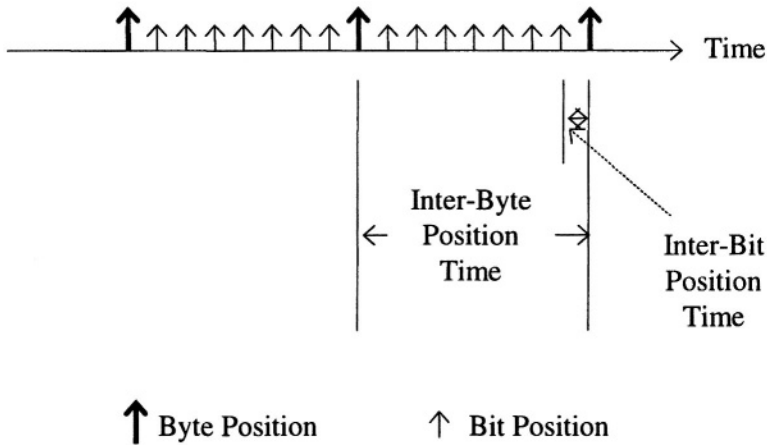 Time
Inter-Byte
Position
Time
Inter-Bit
Position
Time
Byte Position
Bit Position